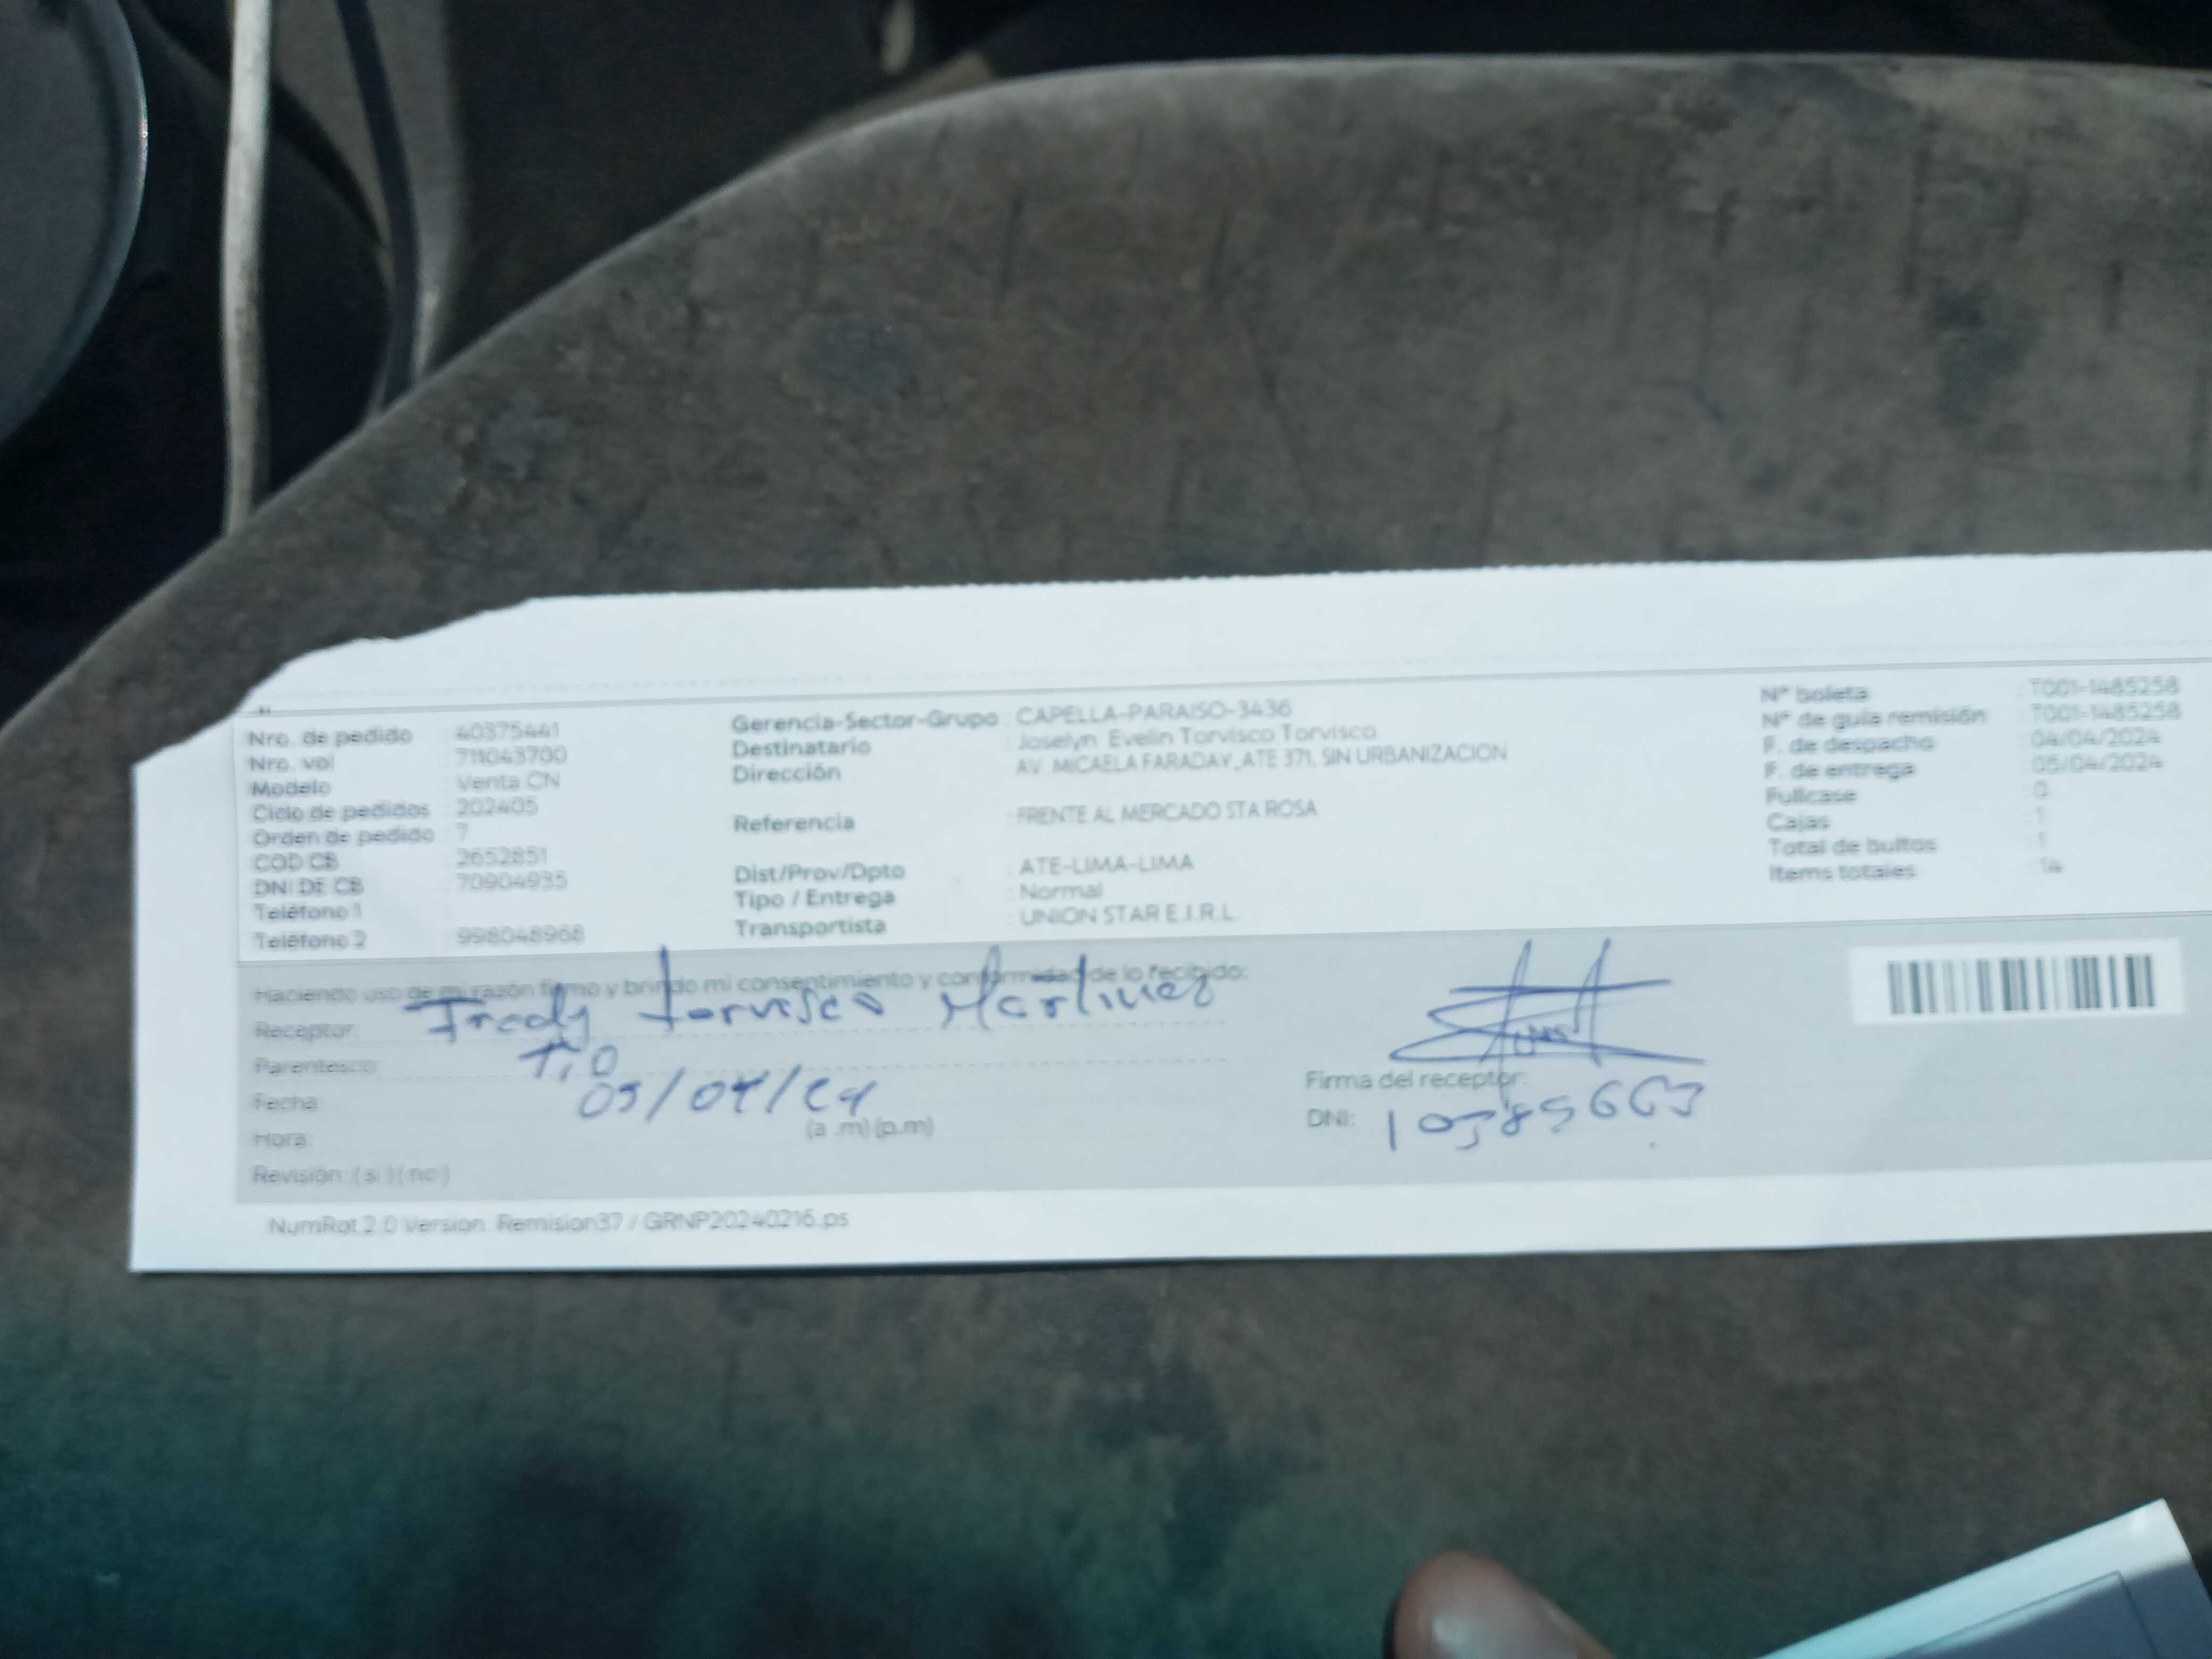 Nro. de pedido : 40375441
Nro. vol : 711043700
Modelo : Venta CN
Ciclo de pedidos : 202405
Orden de pedido : 7
COD CB : 2652851
DNI DE CB : 70904935
Teléfono 1 :
Teléfono 2 : 998048968
Gerencia-Sector-Grupo : CAPELLA-PARAISO-3436
Destinatario : Joselyn Evelin Torvisco Torvisco
Dirección : AV. MICAELA FARADAY_ATE 371, SIN URBANIZACION
Referencia : FRENTE AL MERCADO STA ROSA
Dist/Prov/Dpto : ATE-LIMA-LIMA
Tipo / Entrega : Normal
Transportista : UNION STAR E.I.R.L.
N° boleta : T001-1485258
N° de guía remisión : T001-1485258
F. de despacho : 04/04/2024
F. de entrega : 05/04/2024
Fullcase : 0
Cajas : 1
Total de bultos : 1
Items totales : 14
Haciendo uso de mi razón firmo y brindo mi consentimiento y conformidad de lo recibido:
Receptor: Fredy torvisco Martinez
Parentesco: Tio
Fecha: 05/04/24
Hora: (a .m) (p.m)
Revisión: ( si ) ( no )
Firma del receptor:
DNI: 10385663
NumRot 2.0 Version. Remision37 / GRNP20240216.ps